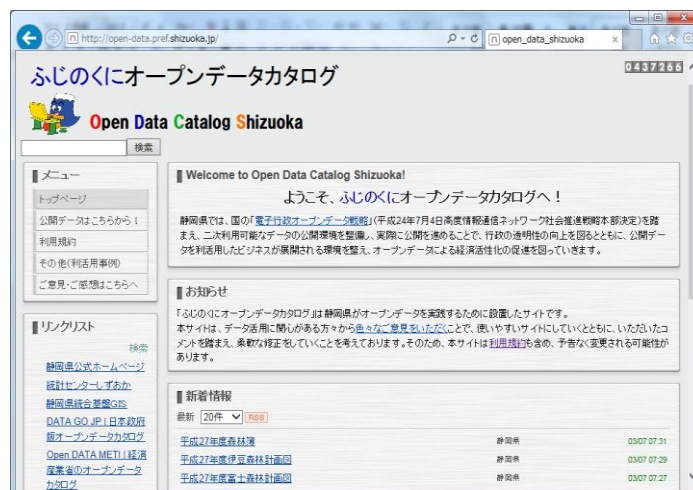 http://open-data.pref.shizuoka.jp/
open_data_shizuoka
ふじのくにオープンデータカタログ
0437266
Open Data Catalog Shizuoka
検索
メニュー
トップページ
公開データはこちらから！
利用規約
その他(利活用事例)
ご意見・ご感想はこちらへ
リンクリスト
検索
静岡県公式ホームページ
統計センターしずおか
静岡県統合基盤GIS
DATA GO JP | 日本政府
版オープンデータカタログ
Open DATA METI | 経済
産業省のオープンデータ
カタログ
Welcome to Open Data Catalog Shizuoka!
ようこそ、ふじのくにオープンデータカタログへ！
静岡県では、国の「電子行政オープンデータ戦略」(平成24年7月4日高度情報通信ネットワーク社会推進戦略本部決定)を踏
まえ、二次利用可能なデータの公開環境を整備し、実際に公開を進めることで、行政の透明性の向上を図るとともに、公開デー
タを利活用したビジネスが展開される環境を整え、オープンデータによる経済活性化の促進を図っていきます。
お知らせ
「ふじのくにオープンデータカタログ」は静岡県がオープンデータを実践するために設置したサイトです。
本サイトは、データ活用に関心がある方々から色々なご意見をいただくことで、使いやすいサイトにしていくとともに、いただいたコ
メントを踏まえ、柔軟な修正をしていくことを考えております。そのため、本サイトは利用規約も含め、予告なく変更される可能性が
あります。
新着情報
最新 20件 RSS
平成27年度森林簿 静岡県 03/07 07:31
平成27年度伊豆森林計画図 静岡県 03/07 07:29
平成27年度富士森林計画図 静岡県 03/07 07:27